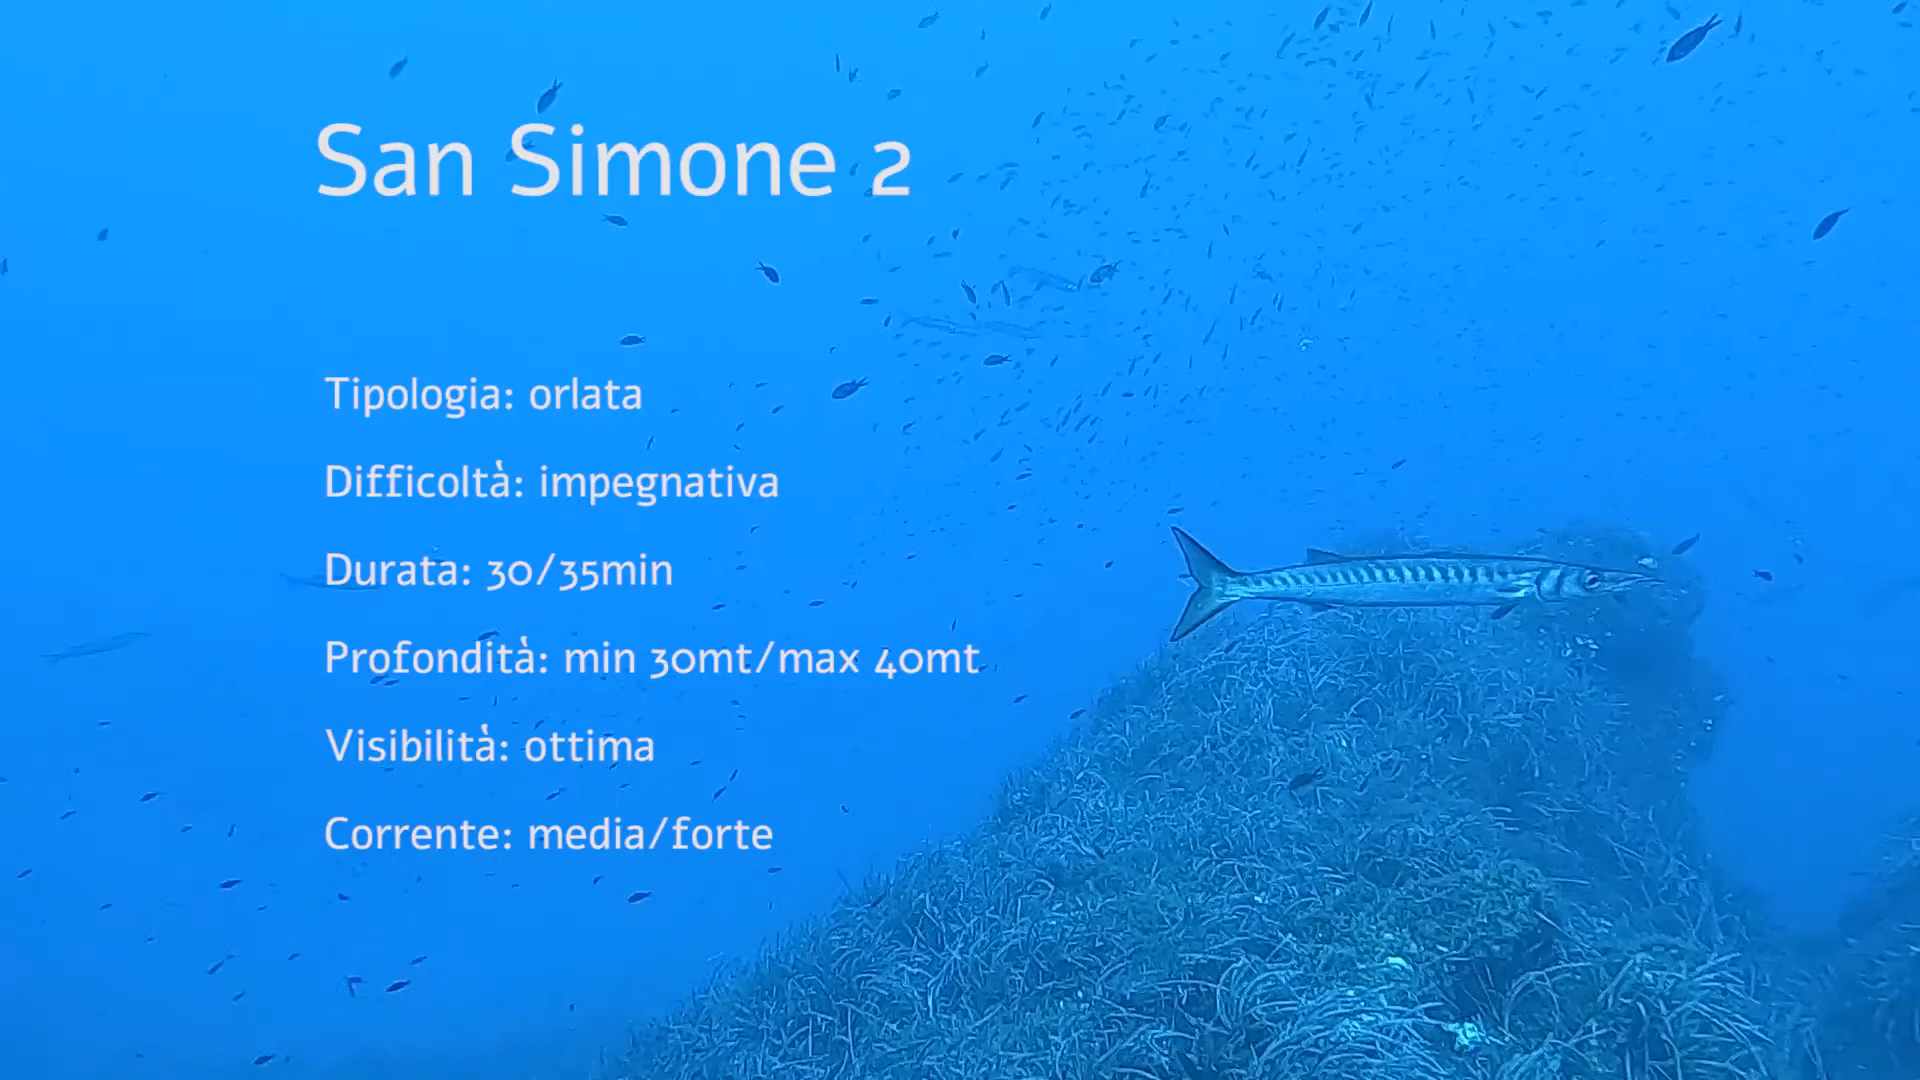 San Simone 2
Tipologia: orlata
Difficoltà: impegnativa
Durata: 30/35min
Profondità: min 30mt/max 40mt
Visibilità: ottima
Corrente: media/forte